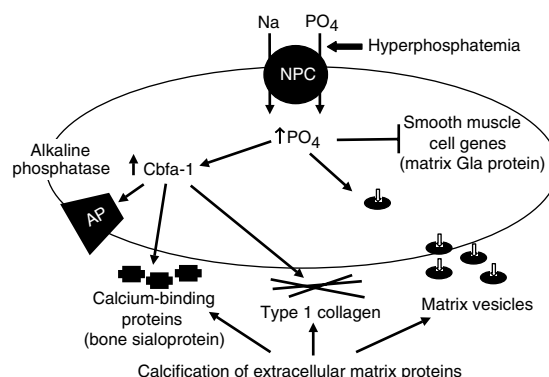 Na PO4
Hyperphosphatemia
NPC
↑PO4
Smooth muscle
cell genes
(matrix Gla protein)
Alkaline
phosphatase
↑ Cbfa-1
AP
Calcium-binding
proteins
(bone sialoprotein)
Type 1 collagen
Matrix vesicles
Calcification of extracellular matrix proteins